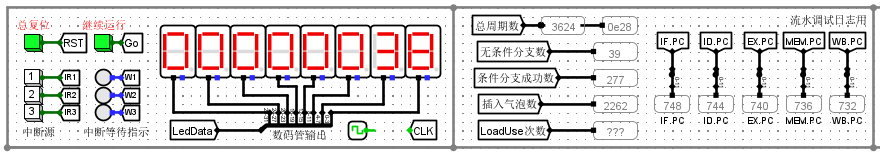 总复位 继续运行
RST Go
1 IR1 W1
2 IR2 W2
3 IR3 W3
中断源 中断等待指示
00000038
LedData 数码管输出 CLK
总周期数 3624 0e28
无条件分支数 39
条件分支成功数 277
插入气泡数 2262
LoadUse次数 ???
流水调试日志用
IF.PC ID.PC EX.PC MEM.PC WB.PC
748 744 740 736 732
IF.PC ID.PC EX.PC MEM.PC WB.PC